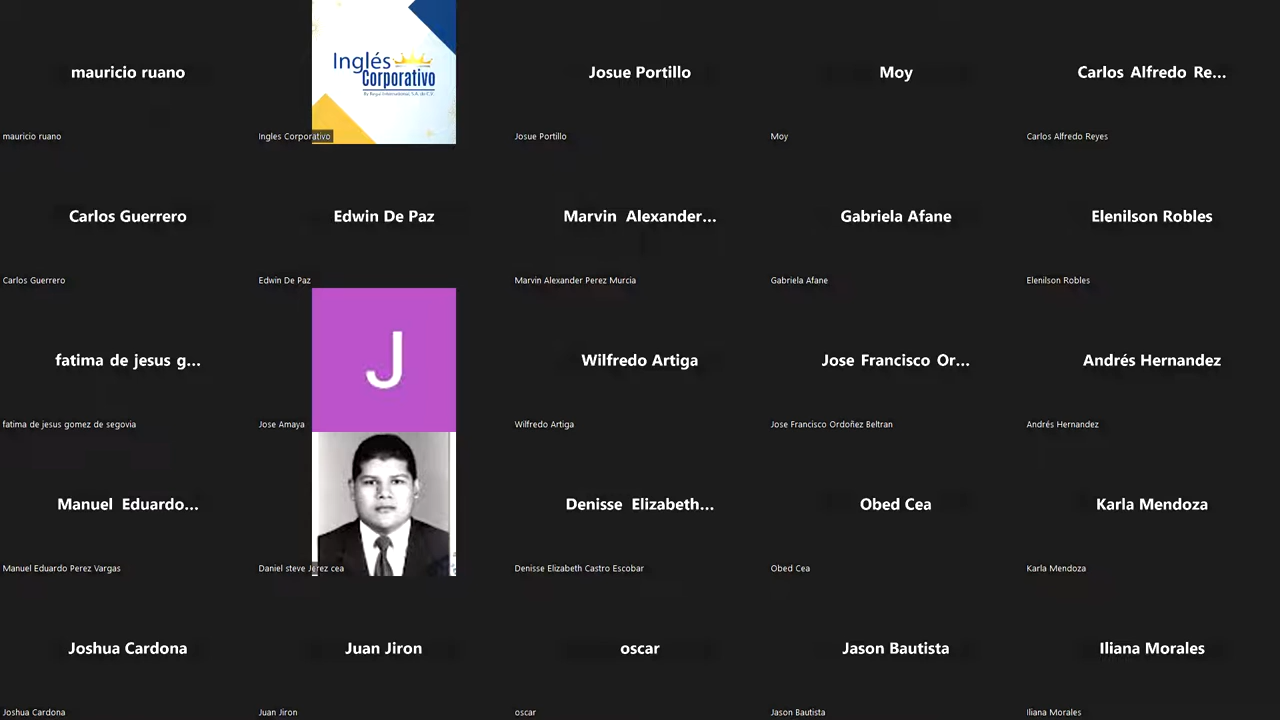 mauricio ruano
Inglés
Corporativo
Josue Portillo
Moy
Carlos Alfredo Re...
mauricio ruano
Ingles Corporativo
Josue Portillo
Moy
Carlos Alfredo Reyes
Carlos Guerrero
Edwin De Paz
Marvin Alexander...
Gabriela Afane
Elenilson Robles
Carlos Guerrero
Edwin De Paz
Marvin Alexander Perez Murcia
Gabriela Afane
Elenilson Robles
fatima de jesus g...
J
Wilfredo Artiga
Jose Francisco Or...
Andrés Hernandez
fatima de jesus gomez de segovia
Jose Amaya
Wilfredo Artiga
Jose Francisco Ordoñez Beltran
Andrés Hernandez
Manuel Eduardo...
Denisse Elizabeth...
Obed Cea
Karla Mendoza
Manuel Eduardo Perez Vargas
Daniel steve Jerez cea
Denisse Elizabeth Castro Escobar
Obed Cea
Karla Mendoza
Joshua Cardona
Juan Jiron
oscar
Jason Bautista
Iliana Morales
Joshua Cardona
Juan Jiron
oscar
Jason Bautista
Iliana Morales